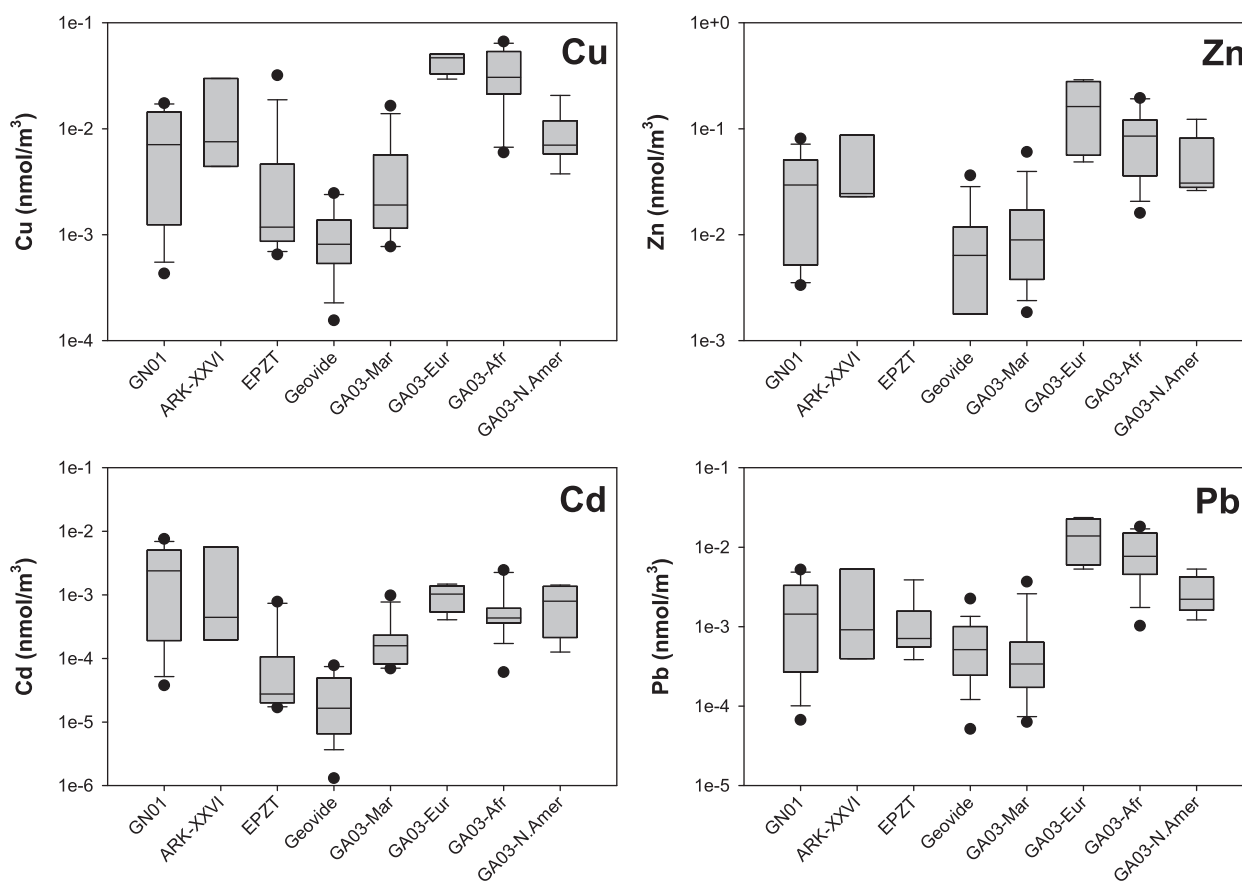 Cu
Cu (nmol/m³)
1e-1
1e-2
1e-3
1e-4
GN01
ARK-XXVI
EPZT
Geovide
GA03-Mar
GA03-Eur
GA03-Afr
GA03-N.Amer
Zn
Zn (nmol/m³)
1e+0
1e-1
1e-2
1e-3
GN01
ARK-XXVI
EPZT
Geovide
GA03-Mar
GA03-Eur
GA03-Afr
GA03-N.Amer
Cd
Cd (nmol/m³)
1e-1
1e-2
1e-3
1e-4
1e-5
1e-6
GN01
ARK-XXVI
EPZT
Geovide
GA03-Mar
GA03-Eur
GA03-Afr
GA03-N.Amer
Pb
Pb (nmol/m³)
1e-1
1e-2
1e-3
1e-4
1e-5
GN01
ARK-XXVI
EPZT
Geovide
GA03-Mar
GA03-Eur
GA03-Afr
GA03-N.Amer